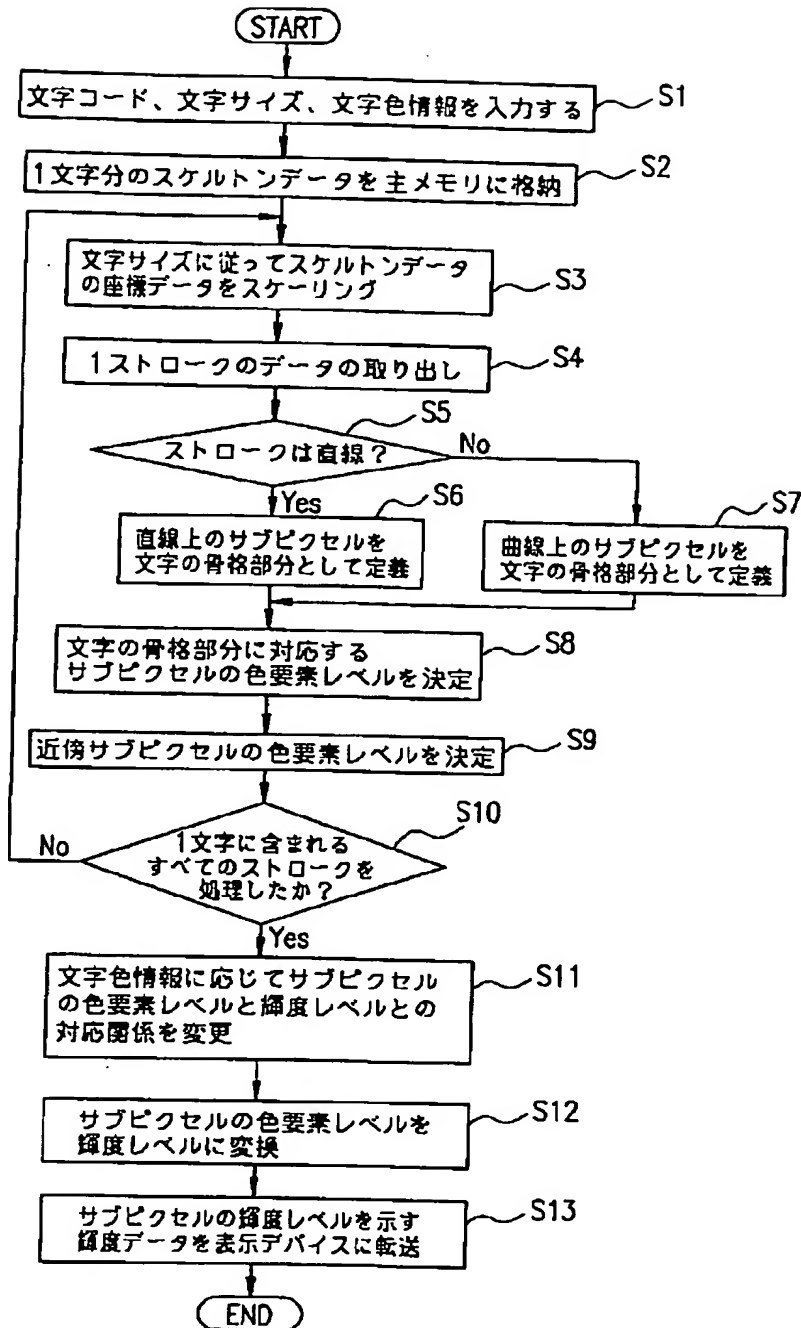 START
文字コード、文字サイズ、文字色情報を入力する
S1
1文字分のスケルトンデータを主メモリに格納
S2
文字サイズに従ってスケルトンデータ
の座標データをスケーリング
S3
1ストロークのデータの取り出し
S4
ストロークは直線?
S5
No
Yes
直線上のサブピクセルを
文字の骨格部分として定義
S6
曲線上のサブピクセルを
文字の骨格部分として定義
S7
文字の骨格部分に対応する
サブピクセルの色要素レベルを決定
S8
近傍サブピクセルの色要素レベルを決定
S9
1文字に含まれる
すべてのストロークを
処理したか?
S10
No
Yes
文字色情報に応じてサブピクセル
の色要素レベルと輝度レベルとの
対応関係を変更
S11
サブピクセルの色要素レベルを
輝度レベルに変換
S12
サブピクセルの輝度レベルを示す
輝度データを表示デバイスに転送
S13
END